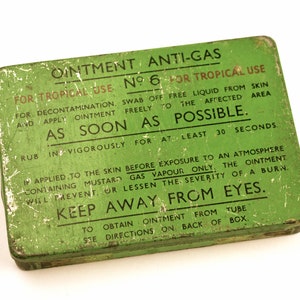 OINTMENT ANTI-GAS
FOR TROPICAL USE Nº 6 FOR TROPICAL USE
FOR DECONTAMINATION, SWAB OFF FREE LIQUID FROM SKIN
AND APPLY OINTMENT FREELY TO THE AFFECTED AREA
AS SOON AS POSSIBLE.
RUB IN VIGOROUSLY FOR AT LEAST 30 SECONDS
IF APPLIED TO THE SKIN BEFORE EXPOSURE TO AN ATMOSPHERE
CONTAINING MUSTARD GAS VAPOUR ONLY, THE OINTMENT
WILL PREVENT OR LESSEN THE SEVERITY OF A BURN.
KEEP AWAY FROM EYES.
TO OBTAIN OINTMENT FROM TUBE
SEE DIRECTIONS ON BACK OF BOX.